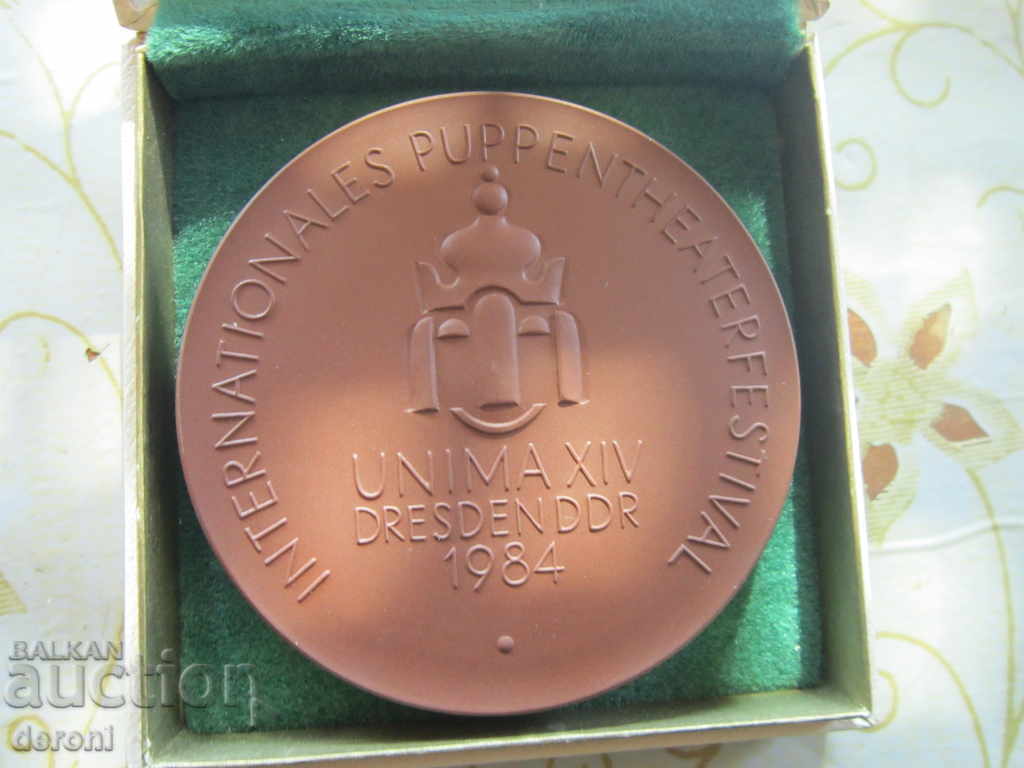 INTERNATIONALES PUPPENTHEATERFESTIVAL
UNIMA XIV
DRESDEN DDR
1984
BALKAN
auction
deroni